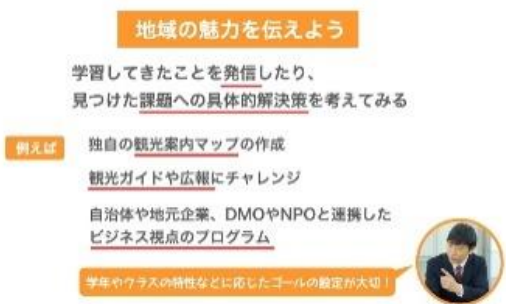 地域の魅力を伝えよう
学習してきたことを発信したり、
見つけた課題への具体的解決策を考えてみる
例えば
独自の観光案内マップの作成
観光ガイドや広報にチャレンジ
自治体や地元企業、DMOやNPOと連携した
ビジネス視点のプログラム
学年やクラスの特性などに応じたゴールの設定が大切！